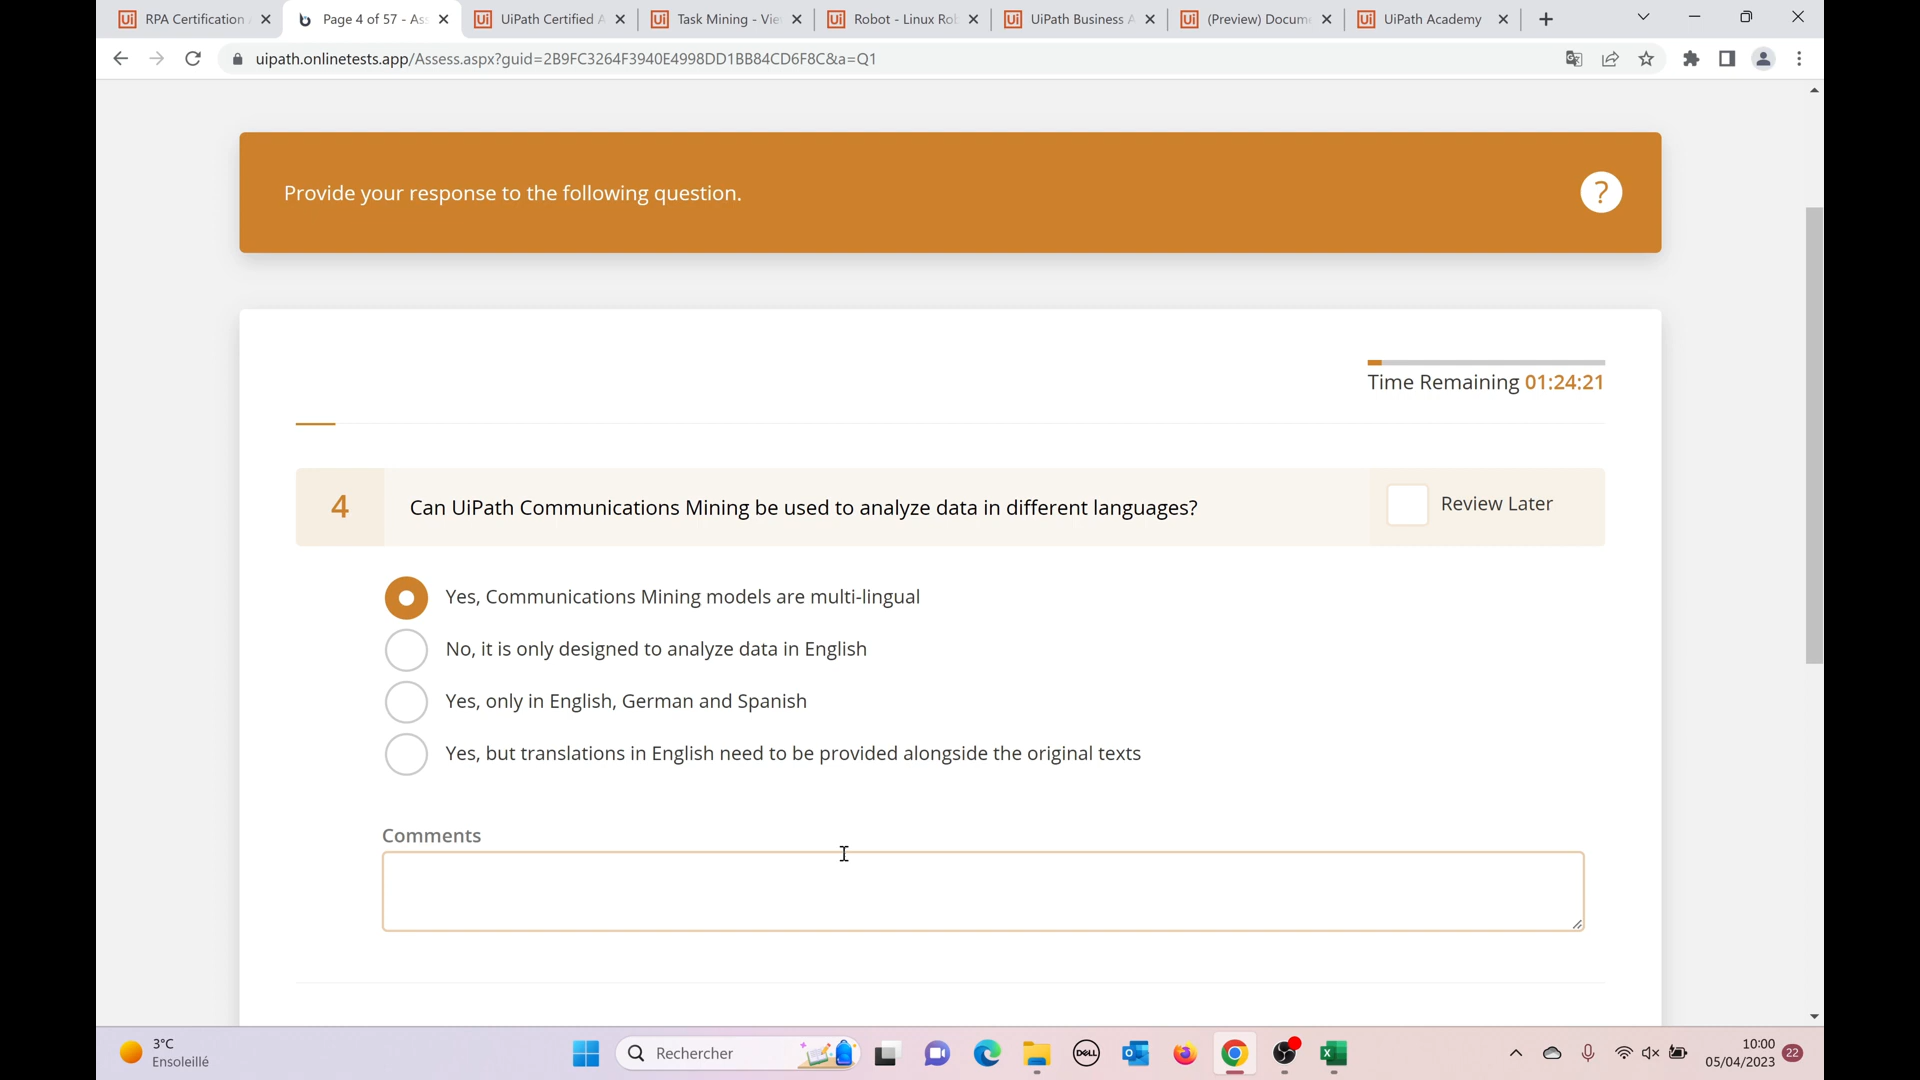 RPA Certification
Page 4 of 57 - As
UiPath Certified A
Task Mining - Vie
Robot - Linux Ro
UiPath Business A
(Preview) Docum
UiPath Academy
uipath.onlinetests.app/Assess.aspx?guid=2B9FC3264F3940E4998DD1BB84CD6F8C&a=Q1
Provide your response to the following question.
?
Time Remaining 01:24:21
4
Can UiPath Communications Mining be used to analyze data in different languages?
Review Later
Yes, Communications Mining models are multi-lingual
No, it is only designed to analyze data in English
Yes, only in English, German and Spanish
Yes, but translations in English need to be provided alongside the original texts
Comments
3°C
Ensoleillé
Rechercher
DELL
10:00
05/04/2023
22